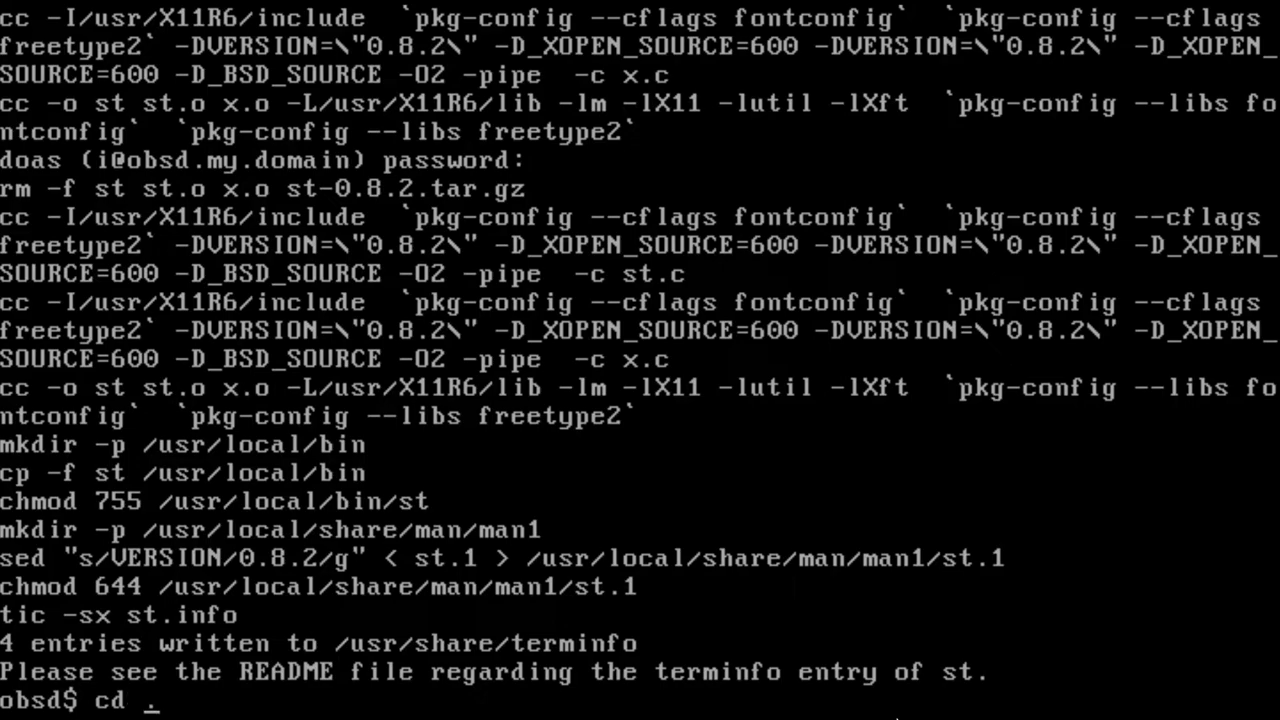 cc -I/usr/X11R6/include  `pkg-config --cflags fontconfig`  `pkg-config --cflags
freetype2` -DVERSION=\"0.8.2\" -D_XOPEN_SOURCE=600 -DVERSION=\"0.8.2\" -D_XOPEN_
SOURCE=600 -D_BSD_SOURCE -O2 -pipe  -c x.c
cc -o st st.o x.o -L/usr/X11R6/lib -lm -lX11 -lutil -lXft  `pkg-config --libs fo
ntconfig`  `pkg-config --libs freetype2`
doas (i@obsd.my.domain) password:
rm -f st st.o x.o st-0.8.2.tar.gz
cc -I/usr/X11R6/include  `pkg-config --cflags fontconfig`  `pkg-config --cflags
freetype2` -DVERSION=\"0.8.2\" -D_XOPEN_SOURCE=600 -DVERSION=\"0.8.2\" -D_XOPEN_
SOURCE=600 -D_BSD_SOURCE -O2 -pipe  -c st.c
cc -I/usr/X11R6/include  `pkg-config --cflags fontconfig`  `pkg-config --cflags
freetype2` -DVERSION=\"0.8.2\" -D_XOPEN_SOURCE=600 -DVERSION=\"0.8.2\" -D_XOPEN_
SOURCE=600 -D_BSD_SOURCE -O2 -pipe  -c x.c
cc -o st st.o x.o -L/usr/X11R6/lib -lm -lX11 -lutil -lXft  `pkg-config --libs fo
ntconfig`  `pkg-config --libs freetype2`
mkdir -p /usr/local/bin
cp -f st /usr/local/bin
chmod 755 /usr/local/bin/st
mkdir -p /usr/local/share/man/man1
sed "s/VERSION/0.8.2/g" < st.1 > /usr/local/share/man/man1/st.1
chmod 644 /usr/local/share/man/man1/st.1
tic -sx st.info
4 entries written to /usr/share/terminfo
Please see the README file regarding the terminfo entry of st.
obsd$ cd .